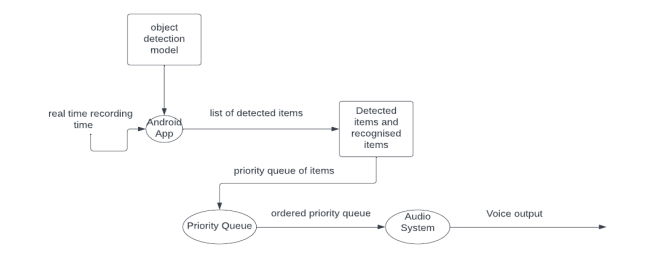 object
detection
model
real time recording
time
Android
App
list of detected items
Detected
items and
recognised
items
priority queue of items
Priority Queue
ordered priority queue
Audio
System
Voice output